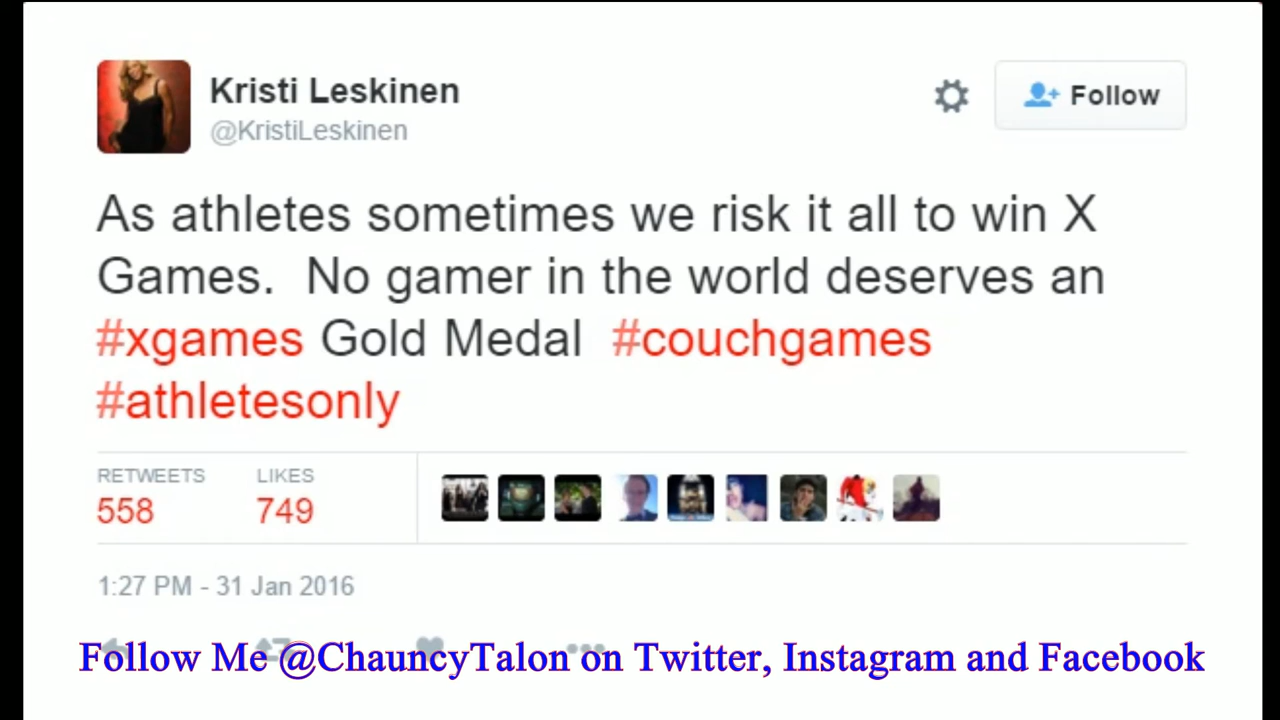 Kristi Leskinen
@KristiLeskinen
Follow
As athletes sometimes we risk it all to win X
Games. No gamer in the world deserves an
#xgames Gold Medal #couchgames
#athletesonly
RETWEETS LIKES
558 749
1:27 PM - 31 Jan 2016
Follow Me @ChauncyTalon on Twitter, Instagram and Facebook